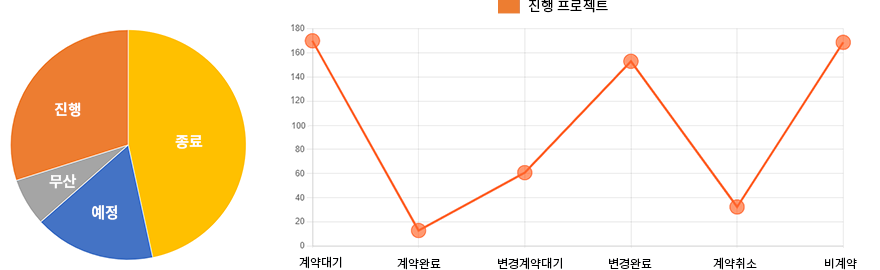 진행 프로젝트
진행
종료
무산
예정
180
160
140
120
100
80
60
40
20
0
계약대기
계약완료
변경계약대기
변경완료
계약취소
비계약